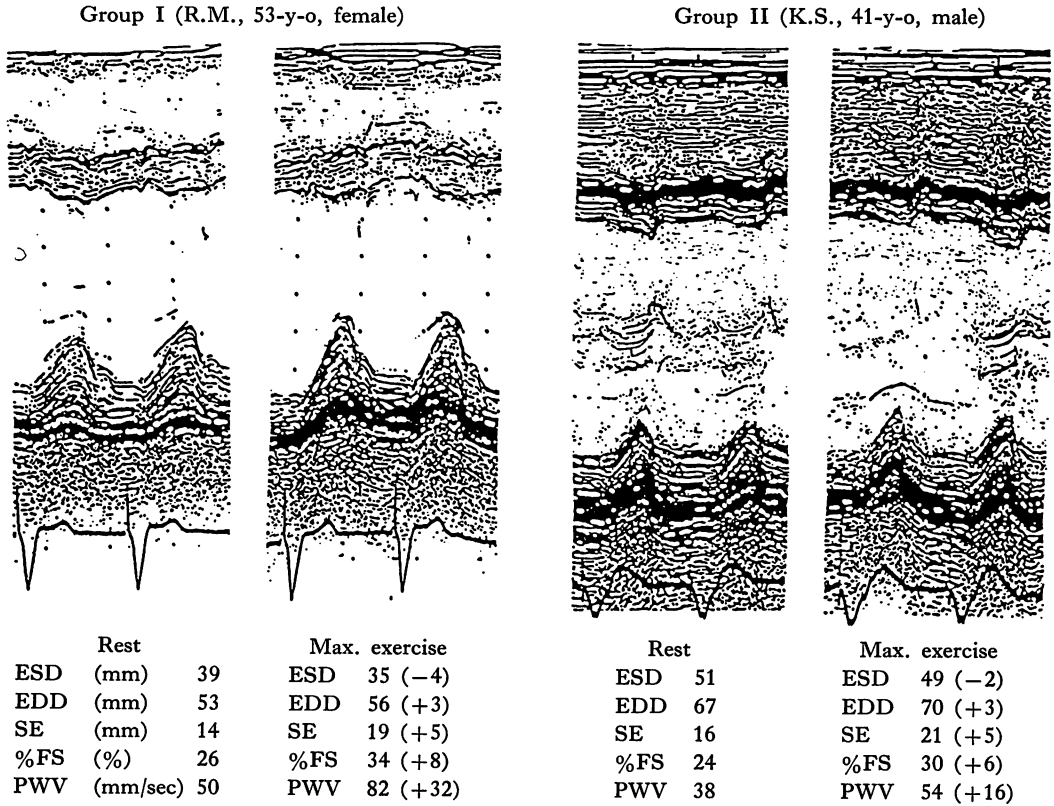 Group I (R.M., 53-y-o, female)
Group II (K.S., 41-y-o, male)
Rest
ESD (mm) 39
EDD (mm) 53
SE (mm) 14
%FS (%) 26
PWV (mm/sec) 50
Max. exercise
ESD 35 (−4)
EDD 56 (+3)
SE 19 (+5)
%FS 34 (+8)
PWV 82 (+32)
Rest
ESD 51
EDD 67
SE 16
%FS 24
PWV 38
Max. exercise
ESD 49 (−2)
EDD 70 (+3)
SE 21 (+5)
%FS 30 (+6)
PWV 54 (+16)